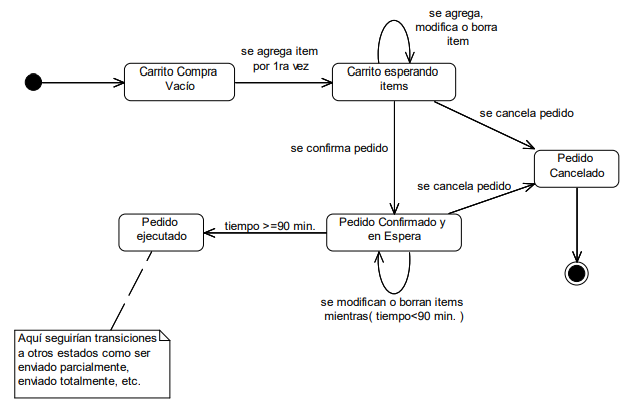 se agrega,
modifica o borra
item
se agrega item
por 1ra vez
Carrito Compra
Vacío
Carrito esperando
items
se cancela pedido
se confirma pedido
Pedido
Cancelado
se cancela pedido
Pedido
ejecutado
tiempo >=90 min.
Pedido Confirmado y
en Espera
se modifican o borran items
mientras( tiempo<90 min. )
Aquí seguirían transiciones
a otros estados como ser
enviado parcialmente,
enviado totalmente, etc.